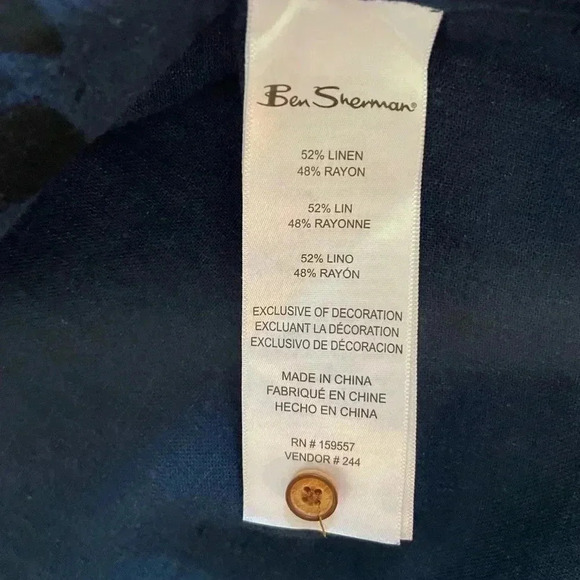 Ben Sherman®
52% LINEN
48% RAYON
52% LIN
48% RAYONNE
52% LINO
48% RAYÓN
EXCLUSIVE OF DECORATION
EXCLUANT LA DÉCORATION
EXCLUSIVO DE DÉCORACION
MADE IN CHINA
FABRIQUÉ EN CHINE
HECHO EN CHINA
RN # 159557
VENDOR # 244